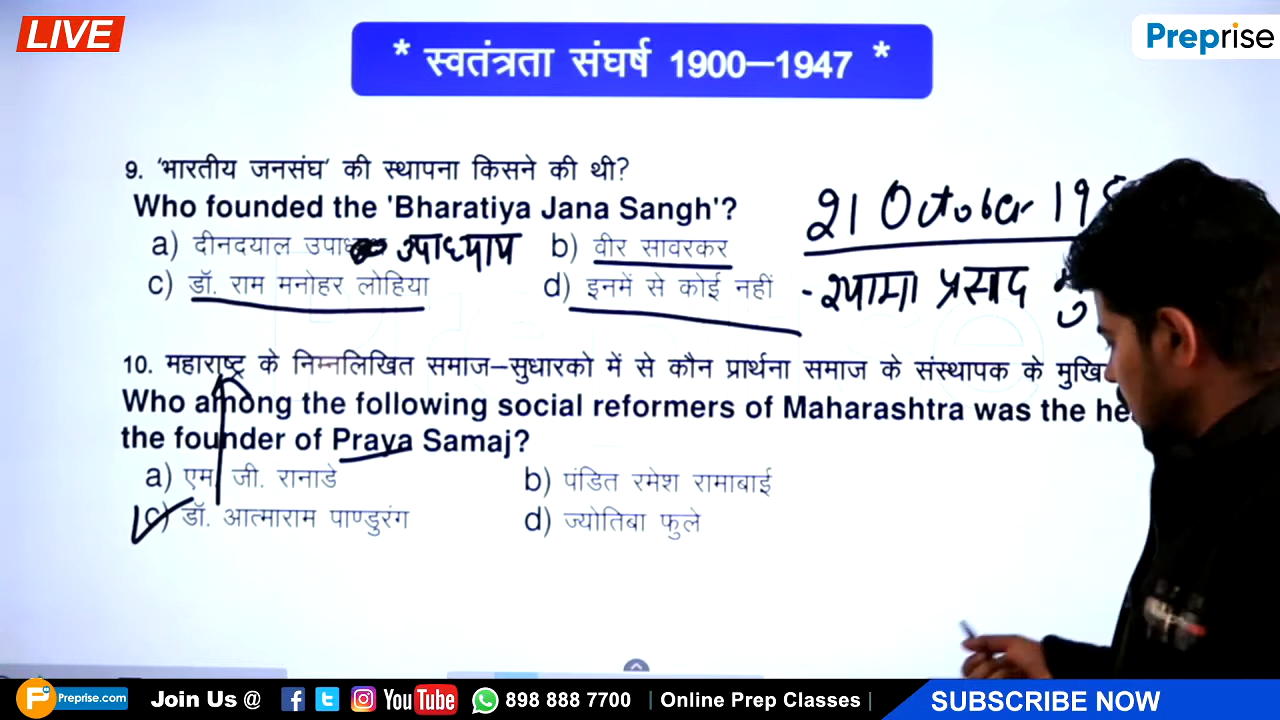 LIVE
Preprise
* स्वतंत्रता संघर्ष 1900–1947 *
9. 'भारतीय जनसंघ' की स्थापना किसने की थी?
Who founded the 'Bharatiya Jana Sangh'?
21 October
a) दीनदयाल उपाध्याय b) वीर सावरकर
c) डॉ. राम मनोहर लोहिया d) इनमें से कोई नहीं
- श्यामा प्रसाद
10. महाराष्ट्र के निम्नलिखित समाज–सुधारको में से कौन प्रार्थना समाज के संस्थापक के
Who among the following social reformers of Maharashtra was the
the founder of Praya Samaj?
a) एम. जी. रानाडे b) पंडित रमेश रामाबाई
c) डॉ. आत्माराम पाण्डुरंग d) ज्योतिबा फुले
Preprise.com Join Us @ YouTube 898 888 7700 | Online Prep Classes | SUBSCRIBE NOW